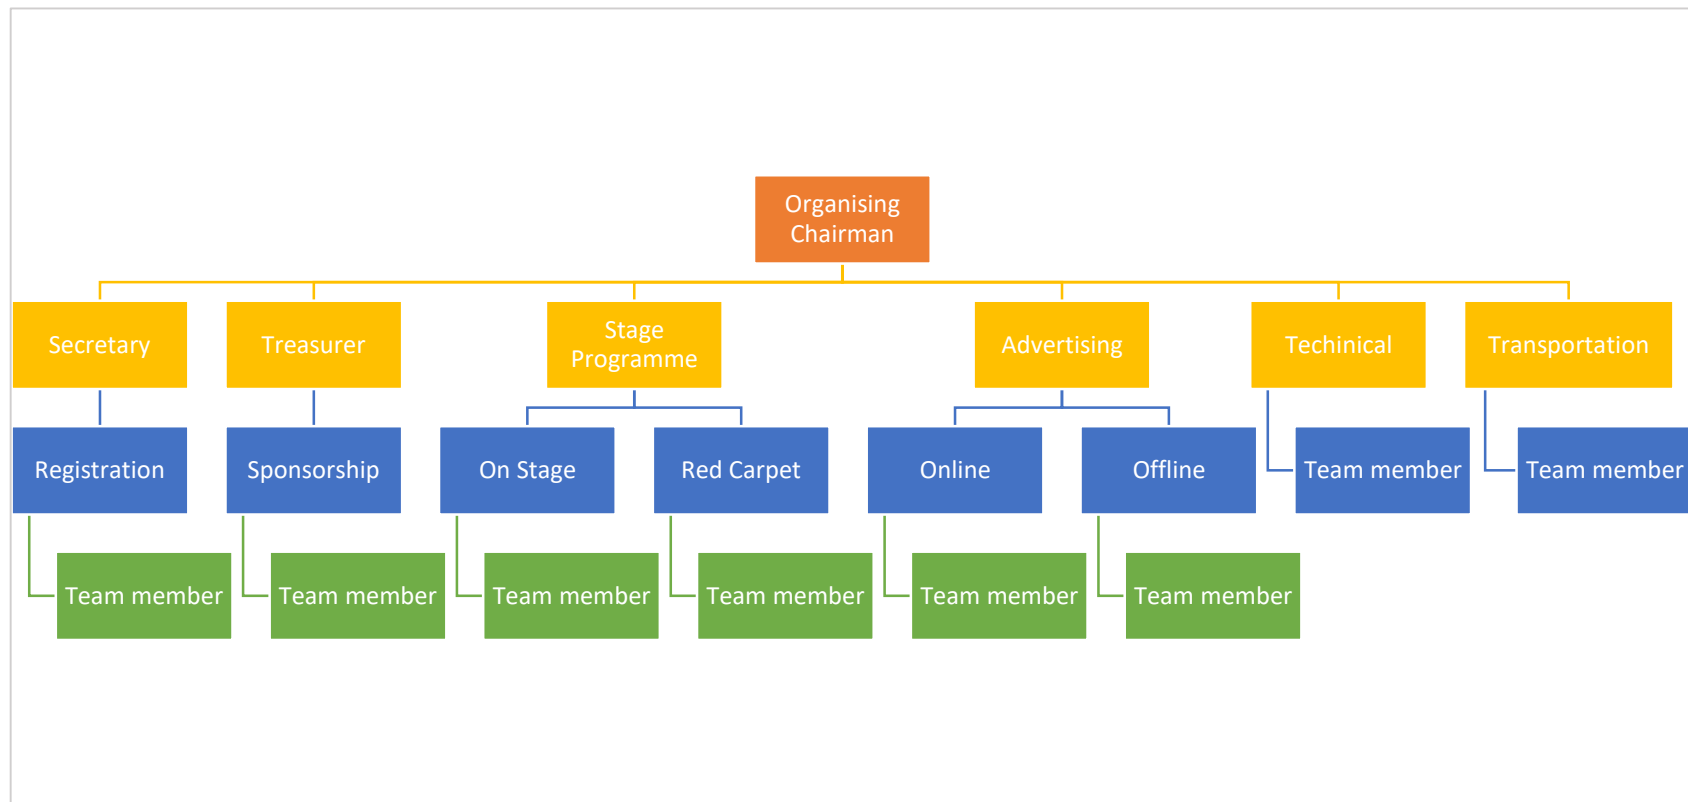 Organising
Chairman
Secretary
Treasurer
Stage
Programme
Advertising
Techinical
Transportation
Registration
Sponsorship
On Stage
Red Carpet
Online
Offline
Team member
Team member
Team member
Team member
Team member
Team member
Team member
Team member